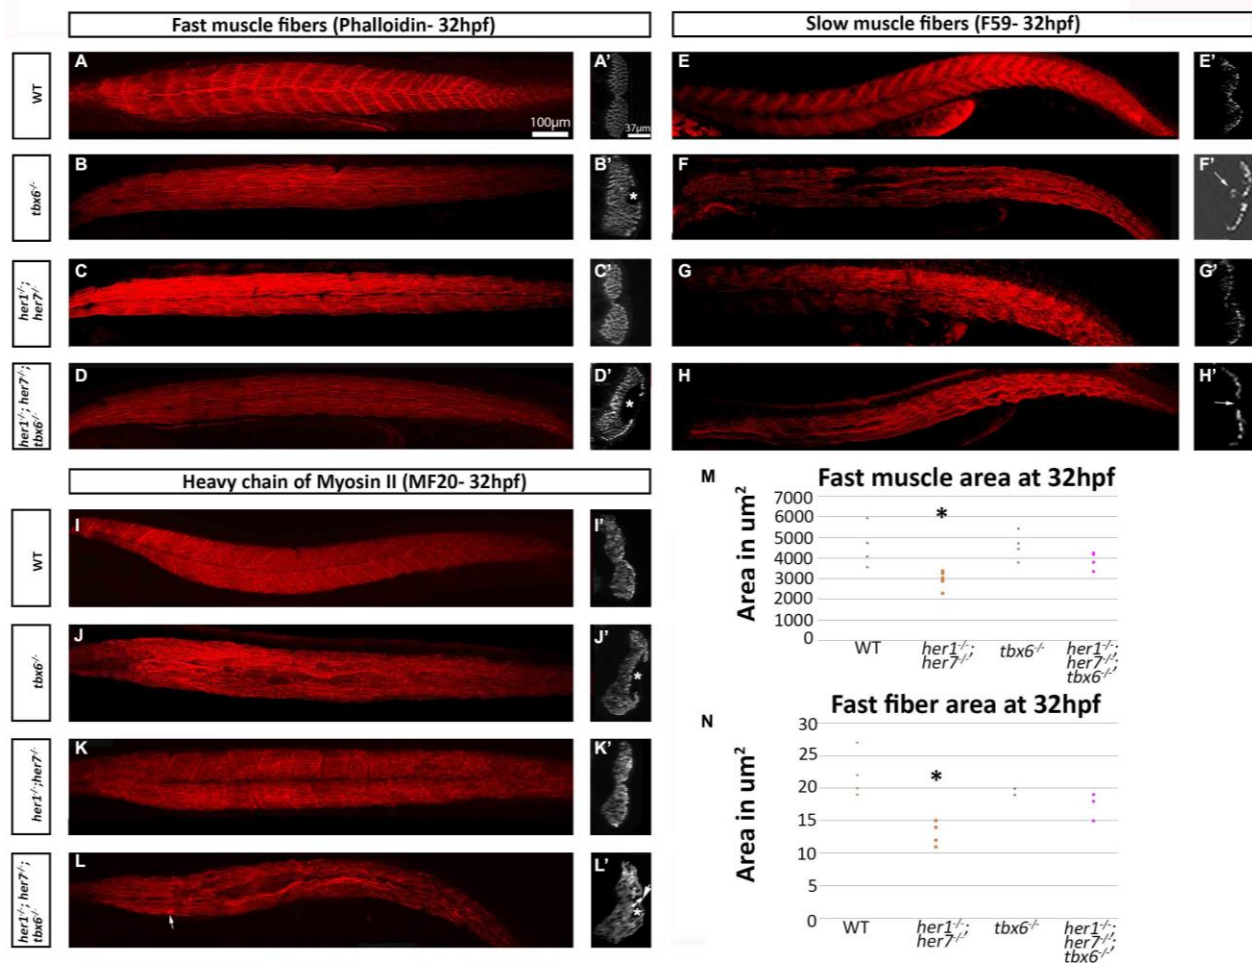 Fast muscle fibers (Phalloidin- 32hpf)
Slow muscle fibers (F59- 32hpf)
WT
A
100µm
A'
37µm
E
E'
tbx6-/-
B
B'
*
F
F'
her1-/-;
her7-/-
C
C'
G
G'
her1-/-; her7-/-;
tbx6-/-
D
D'
*
H
H'
Heavy chain of Myosin II (MF20- 32hpf)
WT
I
I'
tbx6-/-
J
J'
*
her1-/-;her7-/-
K
K'
her1-/-; her7-/-;
tbx6-/-
L
L'
*
M
Fast muscle area at 32hpf
Area in um2
7000
6000
5000
4000
3000
2000
1000
0
*
WT
her1-/-;
her7-/-
tbx6-/-
her1-/-;
her7-/-;
tbx6-/-
N
Fast fiber area at 32hpf
Area in um2
30
25
20
15
10
5
0
*
WT
her1-/-;
her7-/-
tbx6-/-
her1-/-;
her7-/-;
tbx6-/-